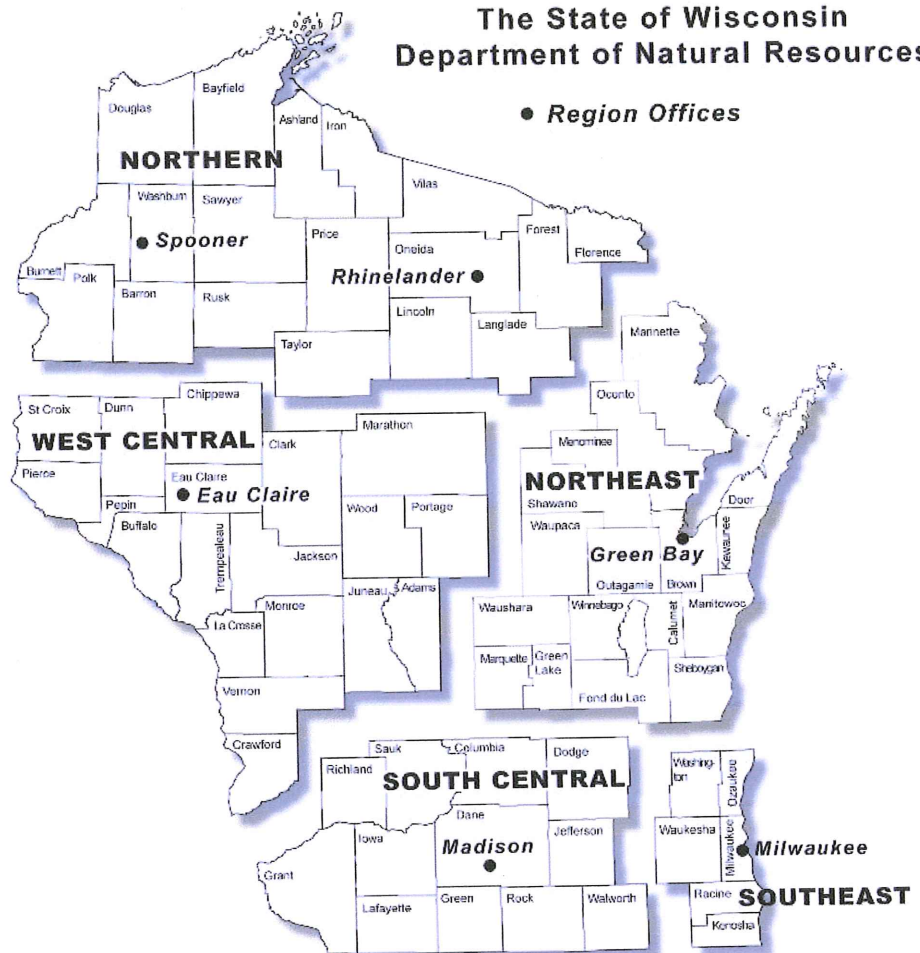 The State of Wisconsin
Department of Natural Resources
● Region Offices
Douglas
Bayfield
Ashland
Iron
NORTHERN
Vilas
Washburn
Sawyer
Spooner
Price
Oneida
Forest
Florence
Rhinelander
Burnett
Polk
Barron
Rusk
Lincoln
Langlade
Taylor
St Croix
Dunn
Chippewa
WEST CENTRAL
Clark
Marathon
Pierce
Eau Claire
Eau Claire
Pepin
Buffalo
Trempealeau
Jackson
Wood
Portage
Juneau
Adams
Monroe
La Crosse
Vernon
Crawford
Marinette
Oconto
Menominee
NORTHEAST
Shawano
Door
Waupaca
Green Bay
Kewaunee
Outagamie
Brown
Waushara
Winnebago
Calumet
Manitowoc
Marquette
Green
Lake
Fond du Lac
Sheboygan
Sauk
Columbia
Dodge
Richland
SOUTH CENTRAL
Dane
Iowa
Madison
Jefferson
Grant
Lafayette
Green
Rock
Walworth
Washing-
ton
Ozaukee
Waukesha
Milwaukee
Milwaukee
Racine
SOUTHEAST
Kenosha